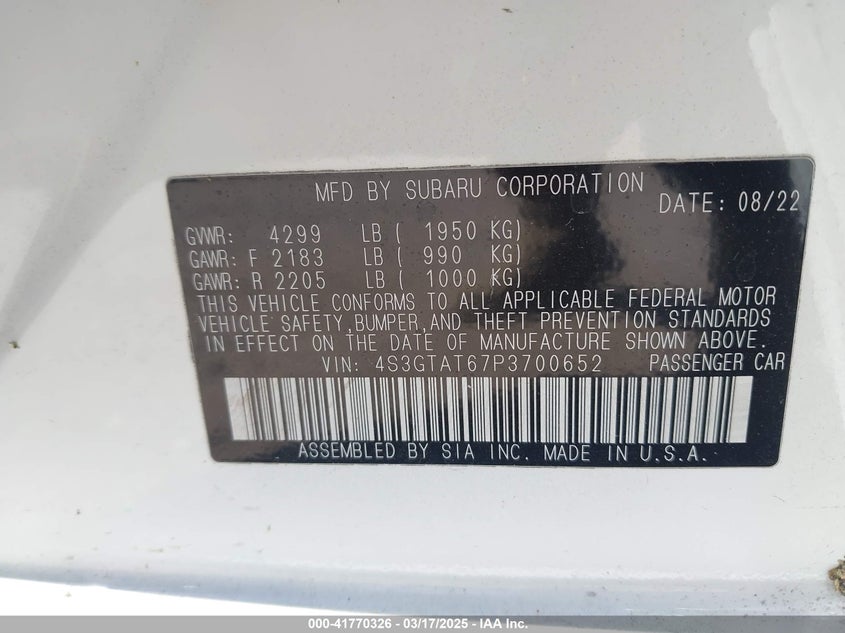 MFD BY SUBARU CORPORATION DATE: 08/22
GVWR: 4299 LB ( 1950 KG)
GAWR: F 2183 LB ( 990 KG)
GAWR: R 2205 LB ( 1000 KG)
THIS VEHICLE CONFORMS TO ALL APPLICABLE FEDERAL MOTOR
VEHICLE SAFETY,BUMPER,AND THEFT PREVENTION STANDARDS
IN EFFECT ON THE DATE OF MANUFACTURE SHOWN ABOVE.
VIN: 4S3GTAT67P3700652 PASSENGER CAR
ASSEMBLED BY SIA INC. MADE IN U.S.A.
000-41770326 - 03/17/2025 - IAA Inc.